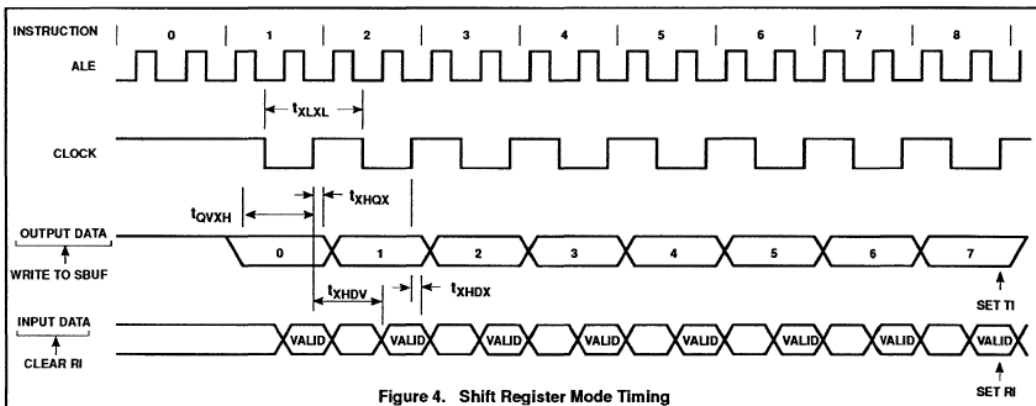 INSTRUCTION 0 1 2 3 4 5 6 7 8
ALE
tXLXL
CLOCK
tXHQX
tQVXH
OUTPUT DATA 0 1 2 3 4 5 6 7
WRITE TO SBUF
tXHDV tXHDX
SET TI
INPUT DATA VALID VALID VALID VALID VALID VALID VALID VALID
CLEAR RI
SET RI
Figure 4. Shift Register Mode Timing